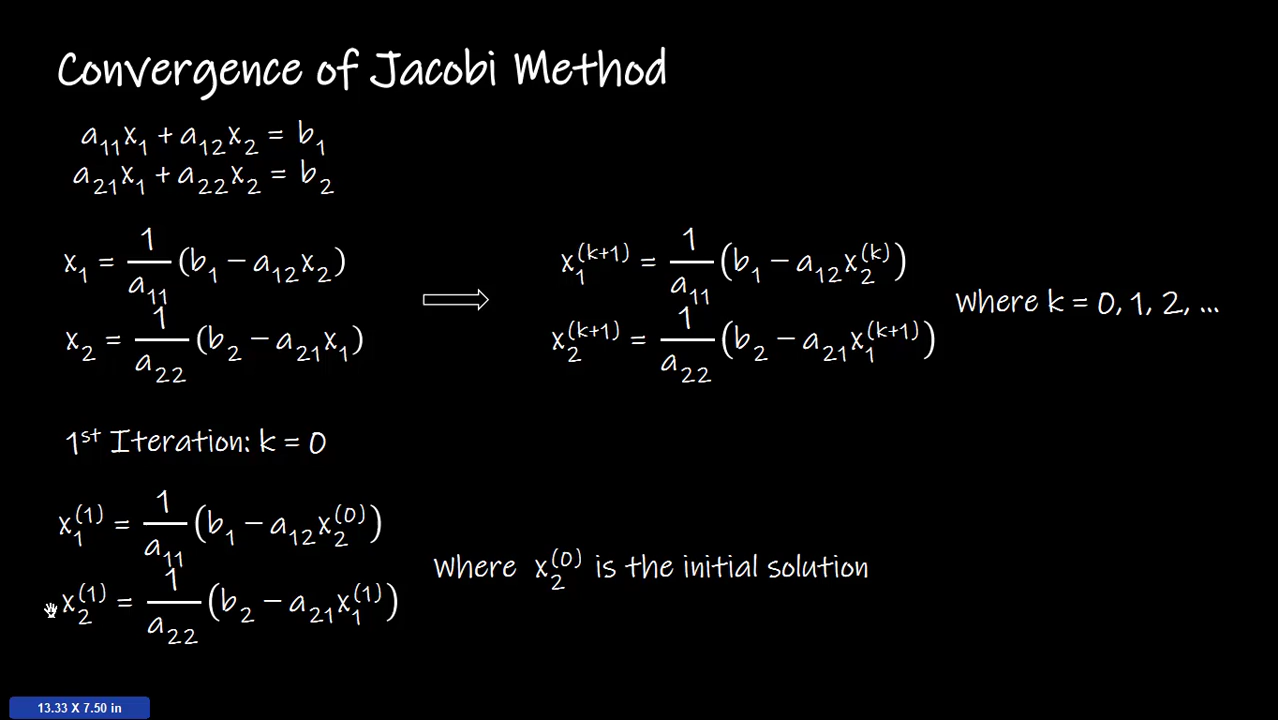 Convergence of Jacobi Method
a₁₁x₁ + a₁₂x₂ = b₁
a₂₁x₁ + a₂₂x₂ = b₂
x₁ = 1/a₁₁ (b₁ − a₁₂x₂)
x₁^(k+1) = 1/a₁₁ (b₁ − a₁₂x₂^(k))
Where k = 0, 1, 2, ...
x₂ = 1/a₂₂ (b₂ − a₂₁x₁)
x₂^(k+1) = 1/a₂₂ (b₂ − a₂₁x₁^(k+1))
1st Iteration: k = 0
x₁^(1) = 1/a₁₁ (b₁ − a₁₂x₂^(0))
Where x₂^(0) is the initial solution
x₂^(1) = 1/a₂₂ (b₂ − a₂₁x₁^(1))
13.33 X 7.50 in